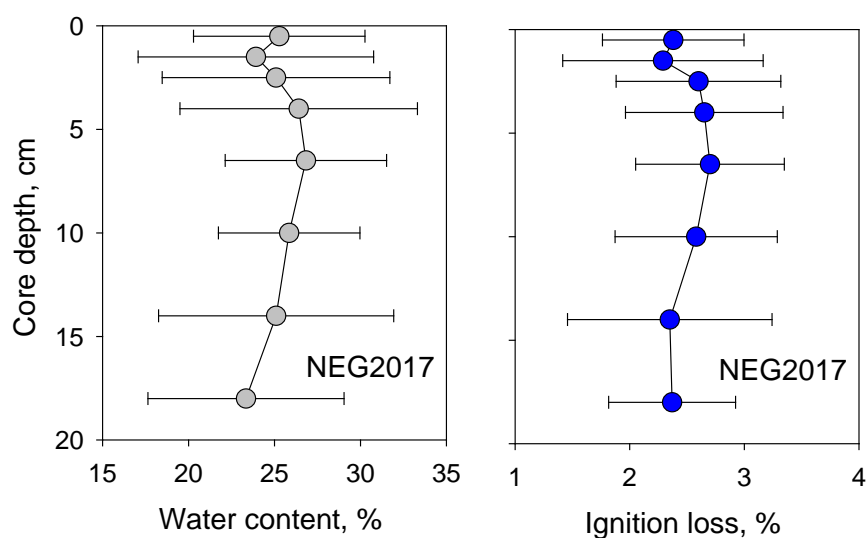 Core depth, cm
0
5
10
15
20
15 20 25 30 35
Water content, %
NEG2017
1 2 3 4
Ignition loss, %
NEG2017